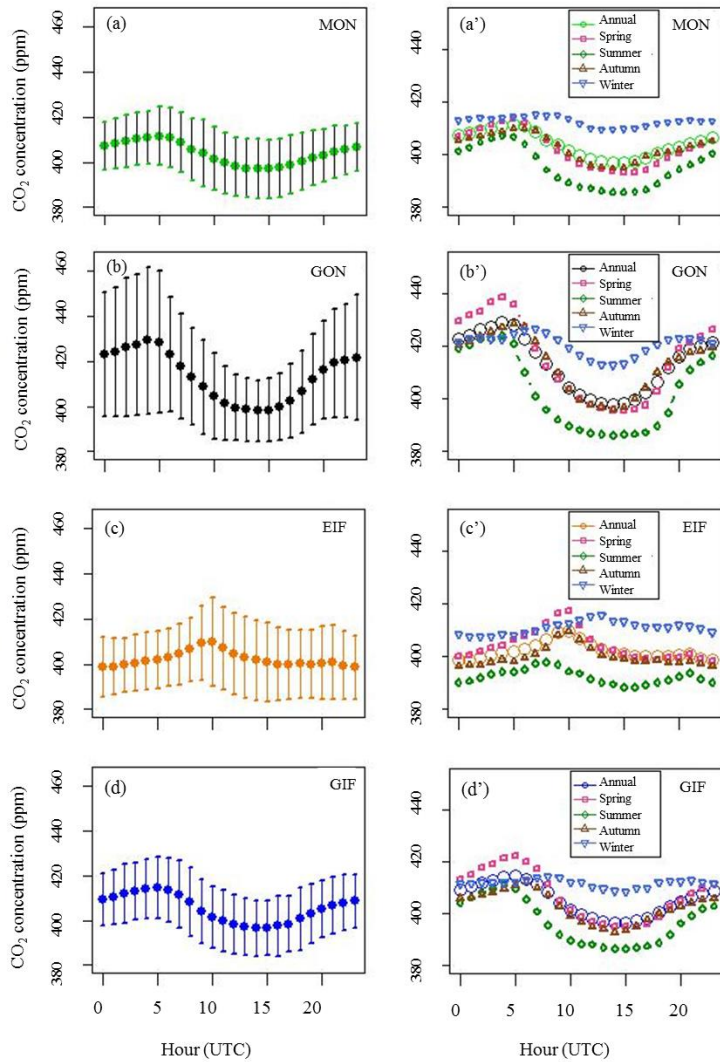 (a)
MON
CO2 concentration (ppm)
380 400 420 440 460
(a')
MON
Annual
Spring
Summer
Autumn
Winter
380 400 420 440
(b)
GON
CO2 concentration (ppm)
380 400 420 440 460
(b')
GON
Annual
Spring
Summer
Autumn
Winter
380 400 420 440
(c)
EIF
CO2 concentration (ppm)
380 400 420 440 460
(c')
EIF
Annual
Spring
Summer
Autumn
Winter
380 400 420 440
(d)
GIF
CO2 concentration (ppm)
380 400 420 440 460
(d')
GIF
Annual
Spring
Summer
Autumn
Winter
380 400 420 440
0 5 10 15 20
0 5 10 15 20
Hour (UTC)
Hour (UTC)